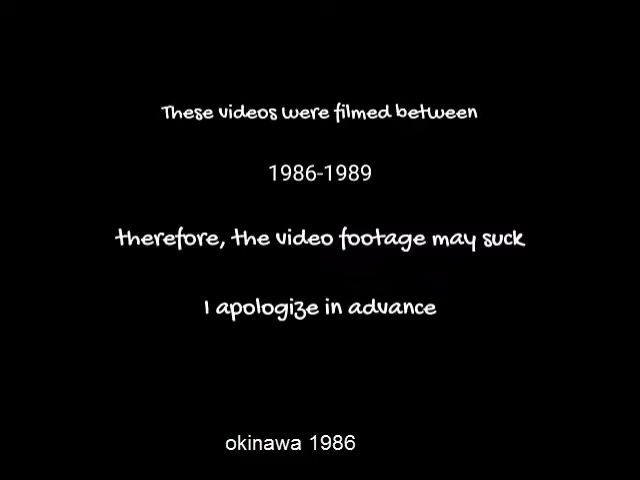 These videos were filmed between
1986-1989
therefore, the video footage may suck
I apologize in advance
okinawa 1986